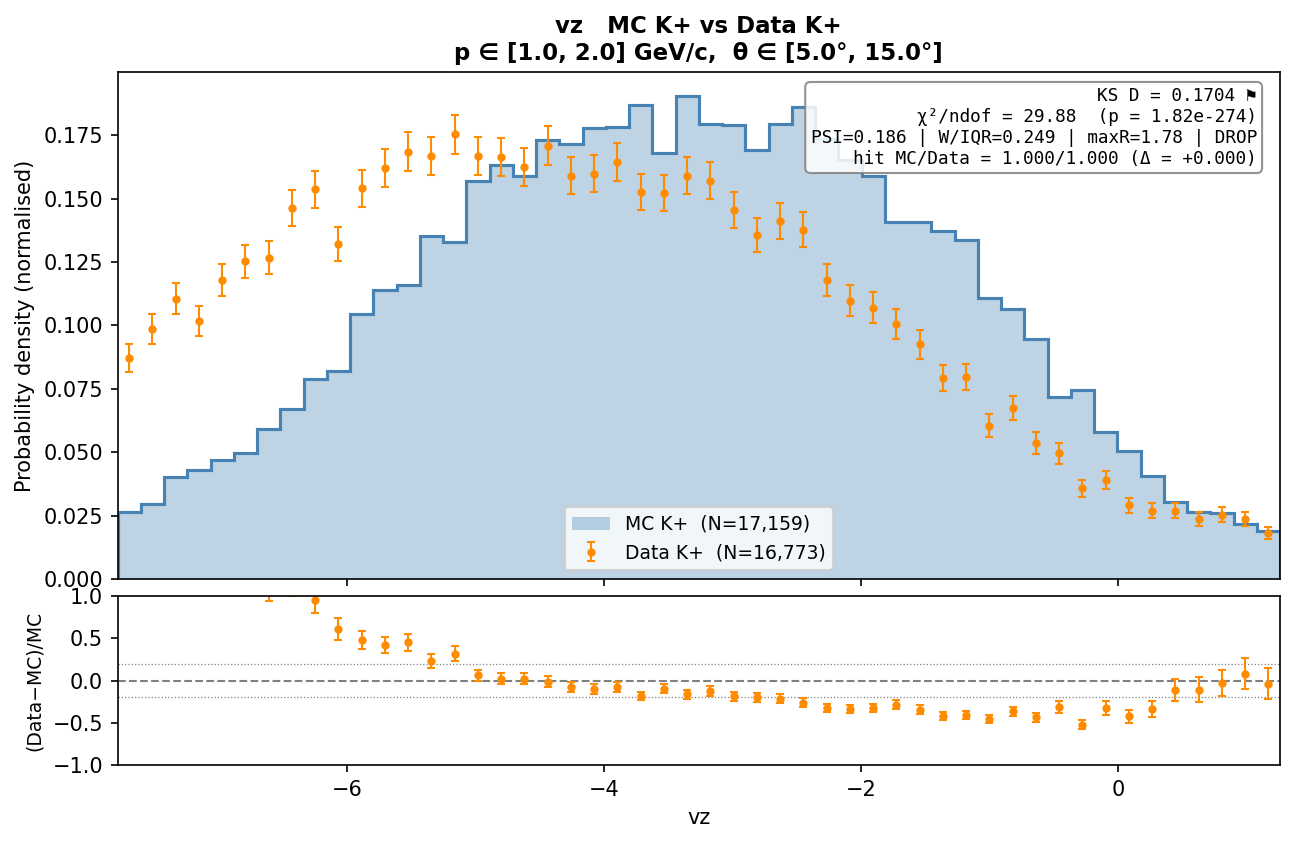 vz   MC K+ vs Data K+
p ∈ [1.0, 2.0] GeV/c,  θ ∈ [5.0°, 15.0°]
KS D = 0.1704 ⚑
χ²/ndof = 29.88  (p = 1.82e-274)
PSI=0.186 | W/IQR=0.249 | maxR=1.78 | DROP
hit MC/Data = 1.000/1.000 (Δ = +0.000)
Probability density (normalised)
0.175
0.150
0.125
0.100
0.075
0.050
0.025
0.000
MC K+  (N=17,159)
Data K+  (N=16,773)
(Data−MC)/MC
1.0
0.5
0.0
−0.5
−1.0
−6
−4
−2
0
vz